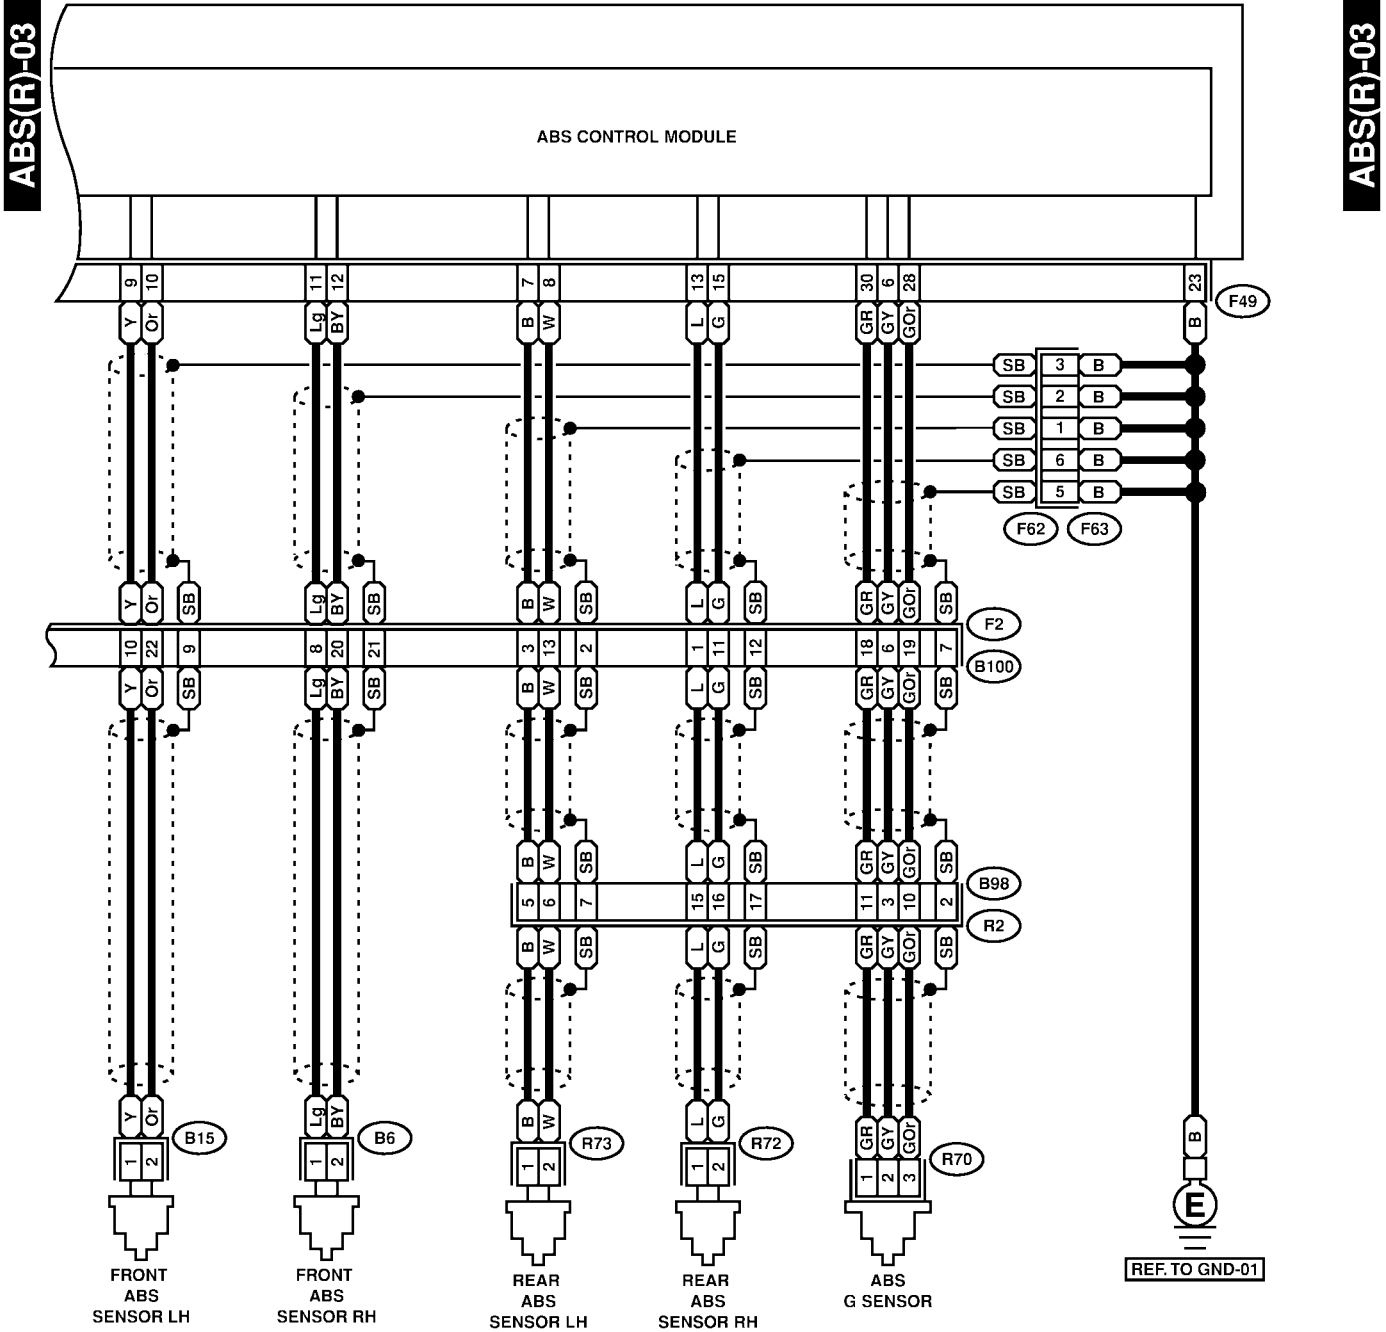 ABS(R)-03
ABS(R)-03
ABS CONTROL MODULE
9 10 11 12 7 8 13 15 30 6 28 23
F49
Y Or Lg BY B W L G GR GY GOr B
SB 3 B
SB 2 B
SB 1 B
SB 6 B
SB 5 B
F62 F63
Y Or SB Lg BY SB B W SB L G SB GR GY GOr SB
F2
10 22 9 8 20 21 3 13 2 1 11 12 18 6 19 7
B100
Y Or SB Lg BY SB B W SB L G SB GR GY GOr SB
B W SB L G SB GR GY GOr SB
B98
5 6 7 15 16 17 11 3 10 2
R2
B W SB L G SB GR GY GOr SB
Y Or Lg BY B W L G GR GY GOr B
B15 B6 R73 R72 R70
1 2 1 2 1 2 1 2 1 2 3
E
REF. TO GND-01
FRONT
ABS
SENSOR LH
FRONT
ABS
SENSOR RH
REAR
ABS
SENSOR LH
REAR
ABS
SENSOR RH
ABS
G SENSOR